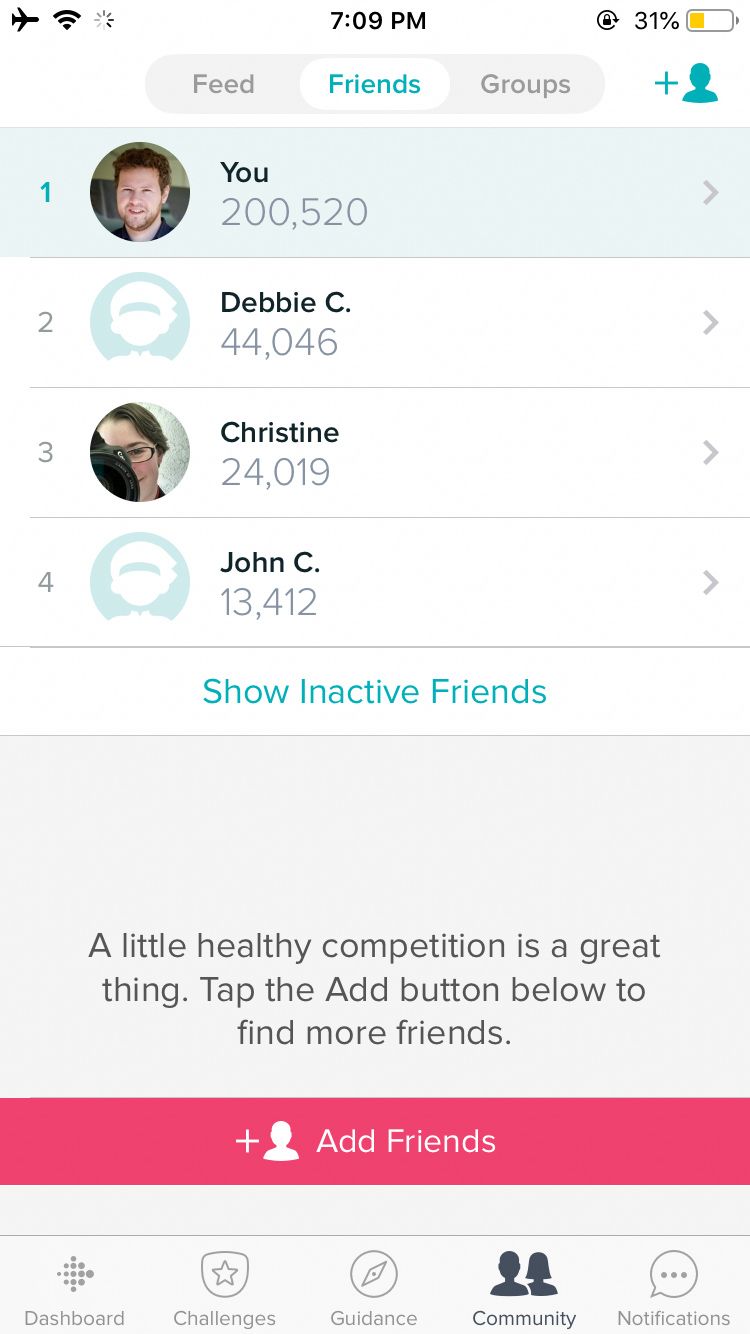 7:09 PM 31%
Feed Friends Groups
1 You
200,520
2 Debbie C.
44,046
3 Christine
24,019
4 John C.
13,412
Show Inactive Friends
A little healthy competition is a great
thing. Tap the Add button below to
find more friends.
+ Add Friends
Dashboard Challenges Guidance Community Notifications